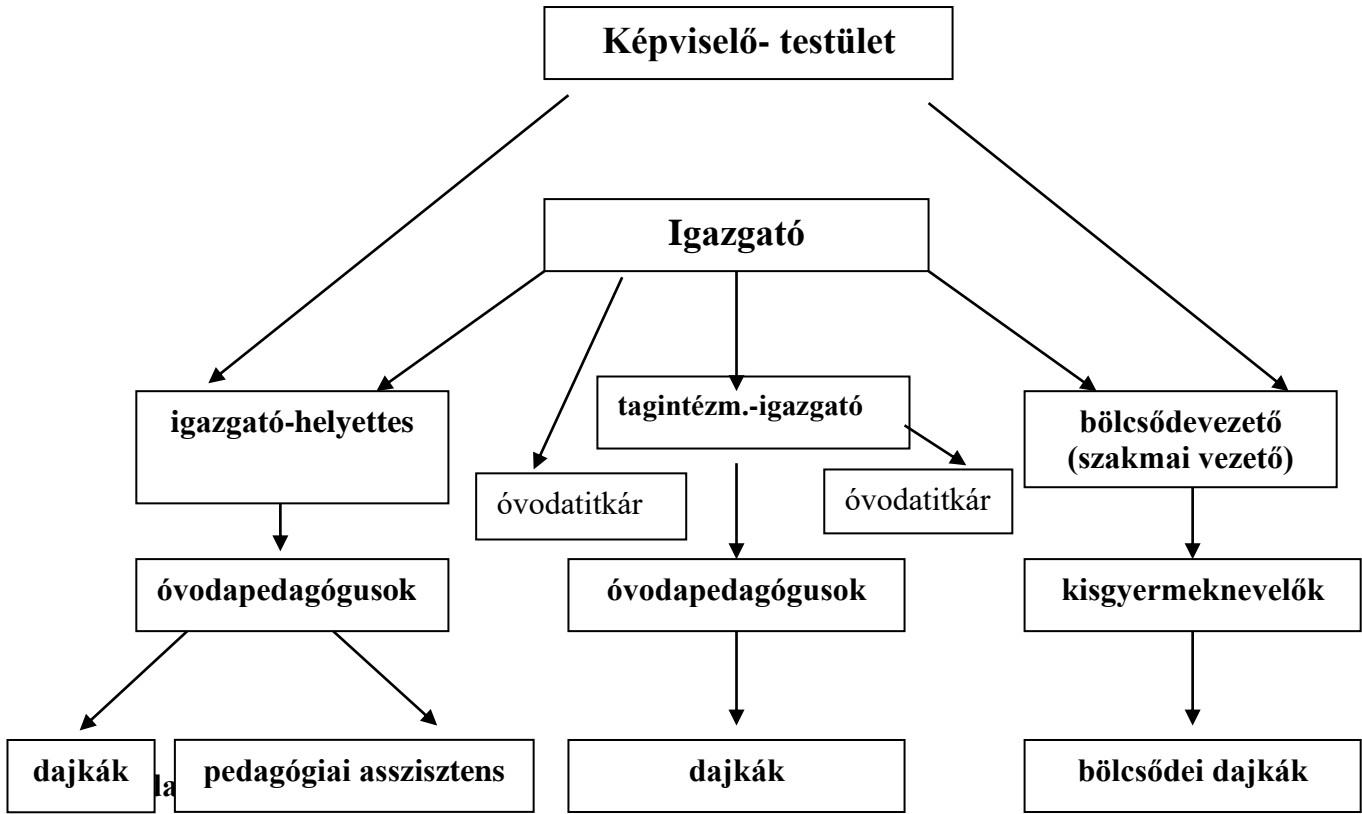 Képviselő- testület
Igazgató
igazgató-helyettes
tagintézm.-igazgató
bölcsődevezető
(szakmai vezető)
óvodatitkár
óvodatitkár
óvodapedagógusok
óvodapedagógusok
kisgyermeknevelők
dajkák
pedagógiai asszisztens
dajkák
bölcsődei dajkák